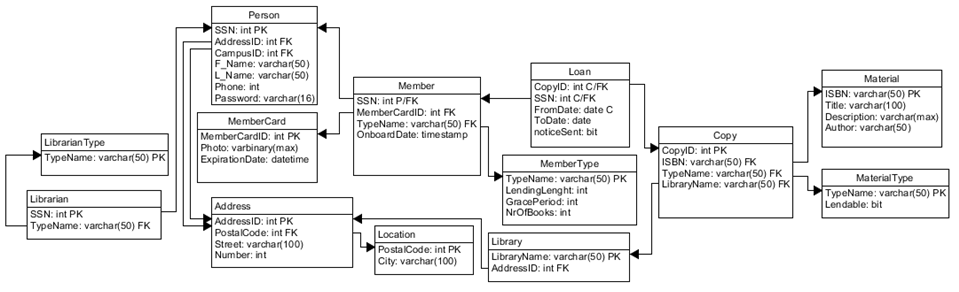 Person
SSN: int PK
AddressID: int FK
CampusID: int FK
F_Name: varchar(50)
L_Name: varchar(50)
Phone: int
Password: varchar(16)
Member
SSN: int P/FK
MemberCardID: int FK
TypeName: varchar(50) FK
OnboardDate: timestamp
Loan
CopyID: int C/FK
SSN: int C/FK
FromDate: date C
ToDate: date
noticeSent: bit
Material
ISBN: varchar(50) PK
Title: varchar(100)
Description: varchar(max)
Author: varchar(50)
MemberCard
MemberCardID: int PK
Photo: varbinary(max)
ExpirationDate: datetime
Copy
CopyID: int PK
ISBN: varchar(50) FK
TypeName: varchar(50) FK
LibraryName: varchar(50) FK
LibrarianType
TypeName: varchar(50) PK
MemberType
TypeName: varchar(50) PK
LendingLenght: int
GracePeriod: int
NrOfBooks: int
MaterialType
TypeName: varchar(50) PK
Lendable: bit
Librarian
SSN: int PK
TypeName: varchar(50) FK
Address
AddressID: int PK
PostalCode: int FK
Street: varchar(100)
Number: int
Location
PostalCode: int PK
City: varchar(100)
Library
LibraryName: varchar(50) PK
AddressID: int FK